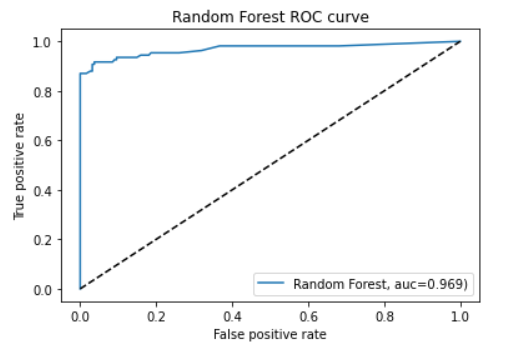 Random Forest ROC curve
1.0
0.8
0.6
0.4
0.2
0.0
True positive rate
Random Forest, auc=0.969)
0.0 0.2 0.4 0.6 0.8 1.0
False positive rate